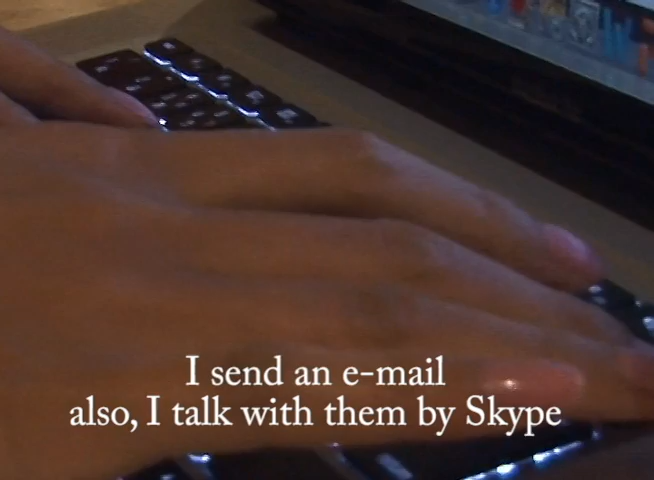 I send an e-mail
also, I talk with them by Skype